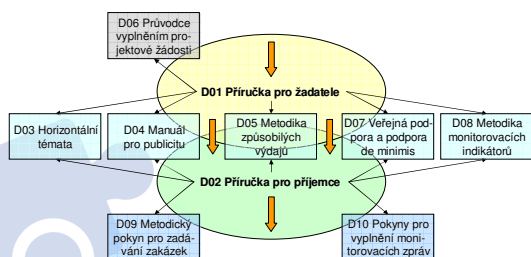 D06 Průvodce
vyplněním pro-
jektové žádosti
D01 Příručka pro žadatele
D03 Horizontální
témata
D04 Manuál
pro publicitu
D05 Metodika
způsobilých
výdajů
D07 Veřejná pod-
pora a podpora
de minimis
D08 Metodika
monitorovacích
indikátorů
D02 Příručka pro příjemce
D09 Metodický
pokyn pro zadá-
vání zakázek
D10 Pokyny pro
vyplnění moni-
torovacích zpráv